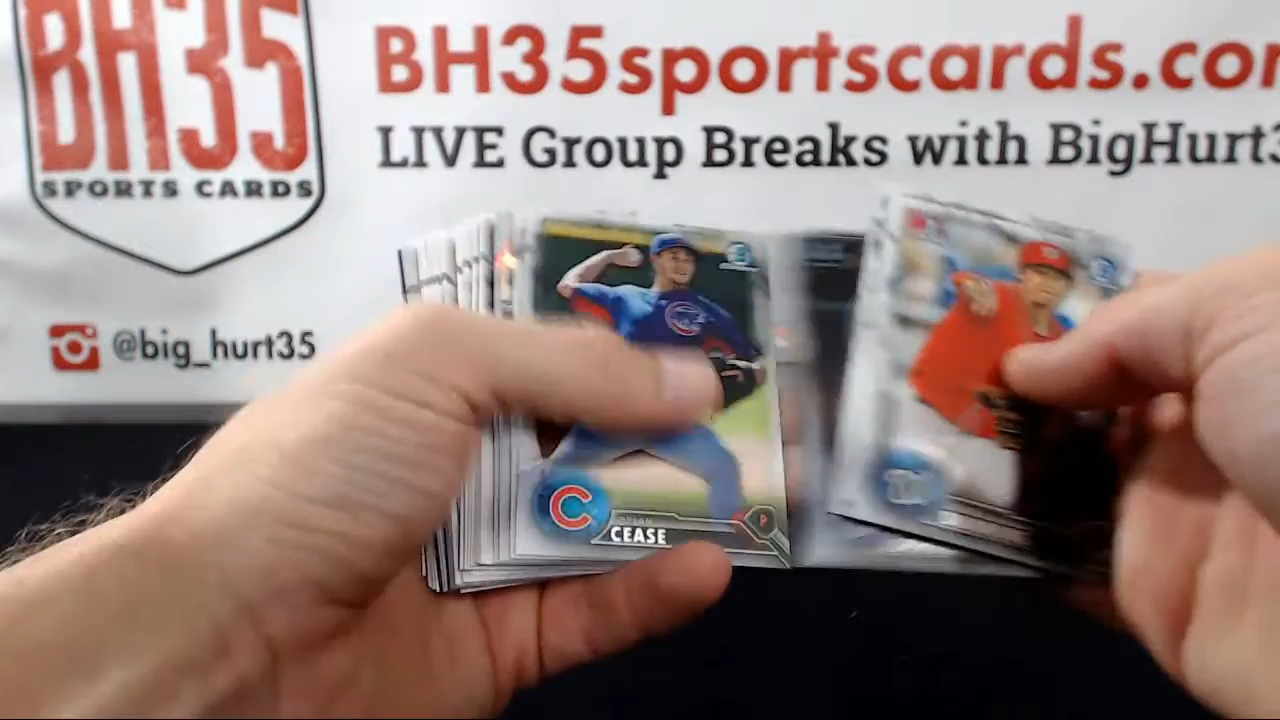 BH35
SPORTS CARDS
BH35sportscards.com
LIVE Group Breaks with BigHurt3
@big_hurt35
C
CEASE
P